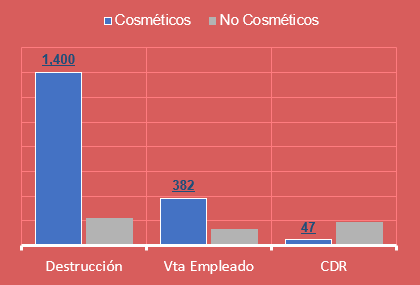 Cosméticos No Cosméticos
1,400
382
47
Destrucción Vta Empleado CDR